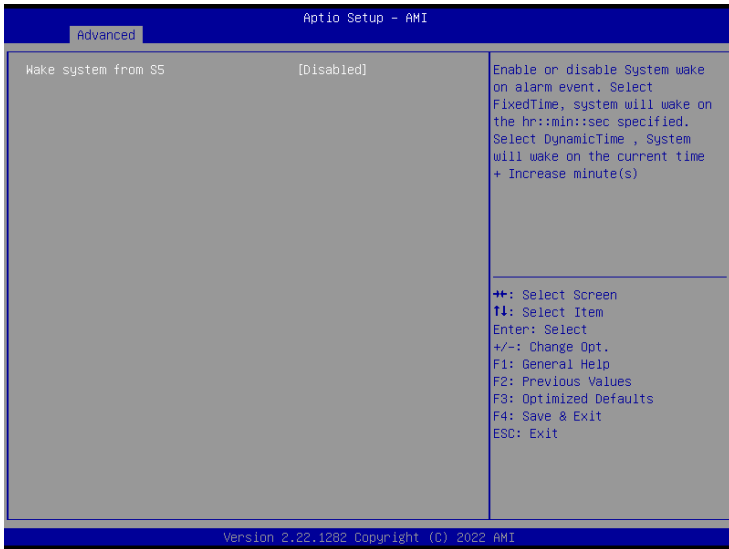 Aptio Setup - AMI
Advanced
Wake system from S5 [Disabled]
Enable or disable System wake
on alarm event. Select
FixedTime, system will wake on
the hr::min::sec specified.
Select DynamicTime , System
will wake on the current time
+ Increase minute(s)
→←: Select Screen
↑↓: Select Item
Enter: Select
+/-: Change Opt.
F1: General Help
F2: Previous Values
F3: Optimized Defaults
F4: Save & Exit
ESC: Exit
Version 2.22.1282 Copyright (C) 2022 AMI